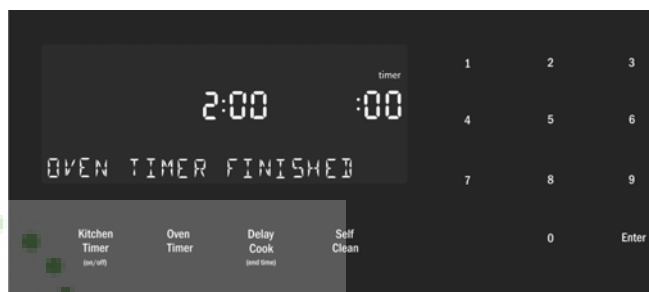 timer
2:00 :00
OVEN TIMER FINISHED
1 2 3
4 5 6
7 8 9
0 Enter
Kitchen Timer (on/off)
Oven Timer
Delay Cook (end time)
Self Clean